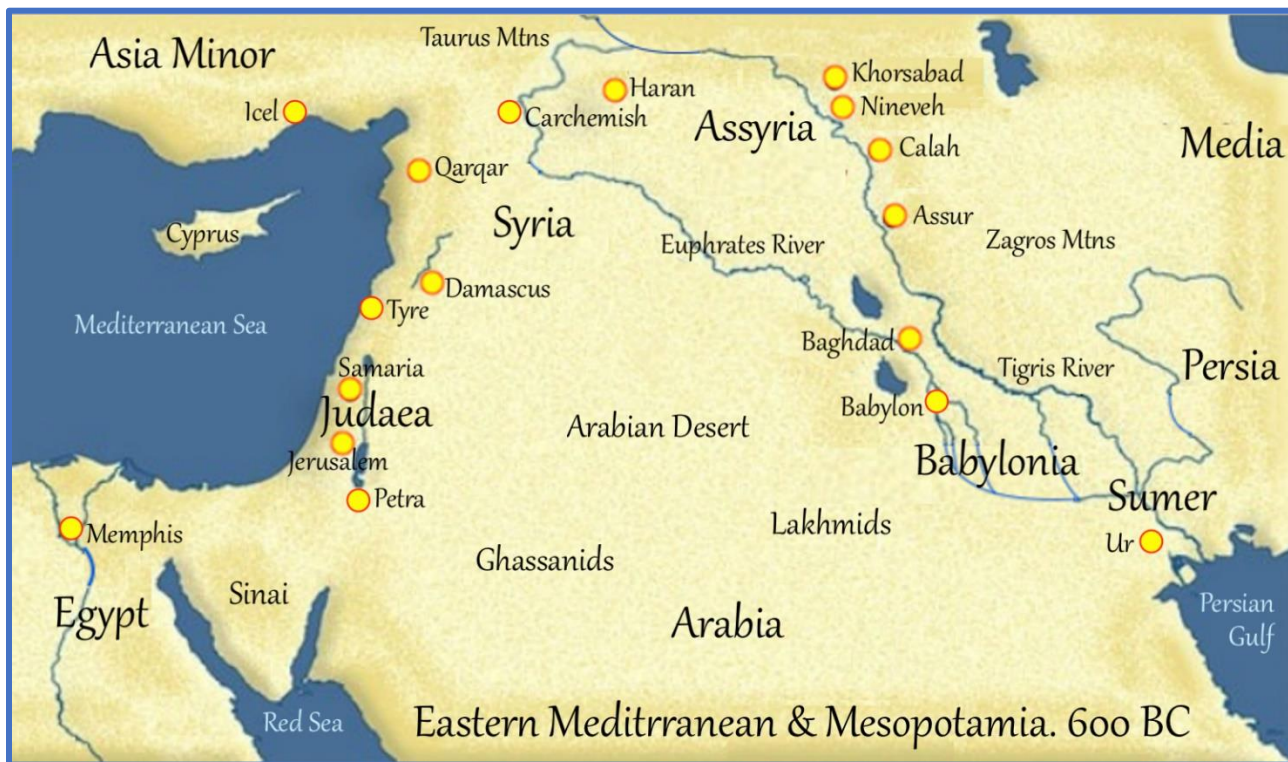 Taurus Mtns
Asia Minor
Khorsabad
Haran
Icel
Carchemish
Nineveh
Assyria
Media
Calah
Qarqar
Syria
Assur
Cyprus
Euphrates River
Zagros Mtns
Damascus
Tyre
Mediterranean Sea
Baghdad
Samaria
Tigris River
Persia
Judaea
Babylon
Arabian Desert
Jerusalem
Babylonia
Petra
Sumer
Lakhmids
Memphis
Ur
Ghassanids
Sinai
Egypt
Arabia
Persian
Gulf
Red Sea
Eastern Meditrranean & Mesopotamia. 600 BC